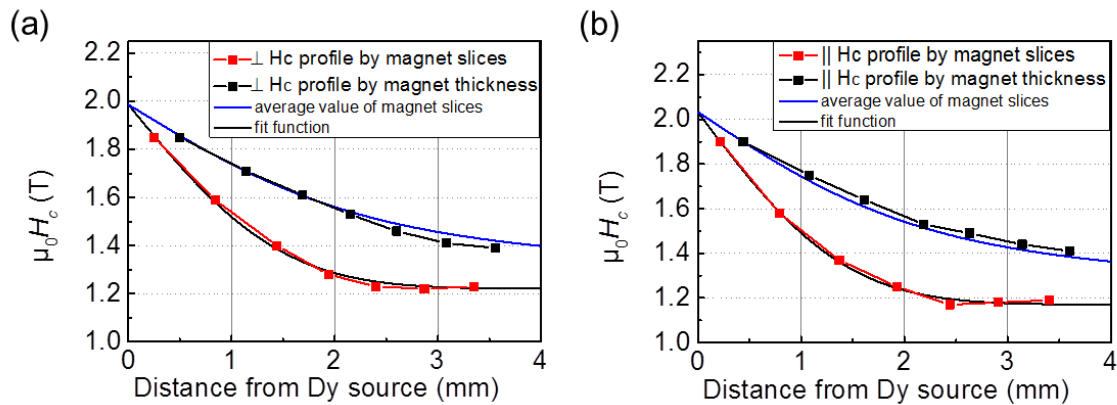 (a)
⊥ Hc profile by magnet slices
⊥ Hc profile by magnet thickness
average value of magnet slices
fit function
2.2
2.0
1.8
1.6
1.4
1.2
1.0
μ₀H꜀ (T)
0 1 2 3 4
Distance from Dy source (mm)
(b)
|| Hc profile by magnet slices
|| Hc profile by magnet thickness
average value of magnet slices
fit function
2.2
2.0
1.8
1.6
1.4
1.2
1.0
μ₀H꜀ (T)
0 1 2 3 4
Distance from Dy source (mm)